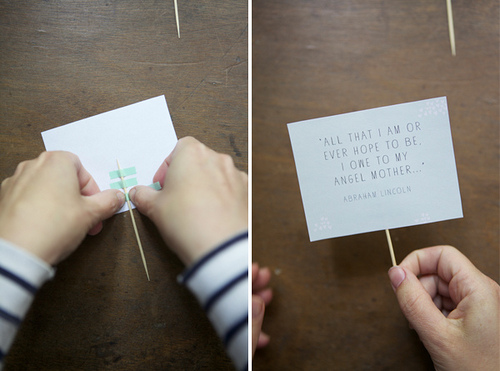 "ALL THAT I AM OR
EVER HOPE TO BE,
I OWE TO MY
ANGEL MOTHER..."
ABRAHAM LINCOLN